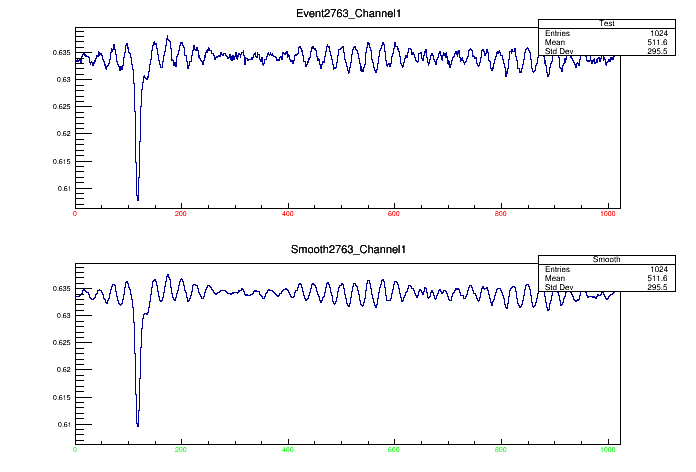 Event2763_Channel1
Test
Entries 1024
Mean 511.6
Std Dev 295.5
0.635
0.63
0.625
0.62
0.615
0.61
0 200 400 600 800 1000
Smooth2763_Channel1
Smooth
Entries 1024
Mean 511.6
Std Dev 295.5
0.635
0.63
0.625
0.62
0.615
0.61
0 200 400 600 800 1000